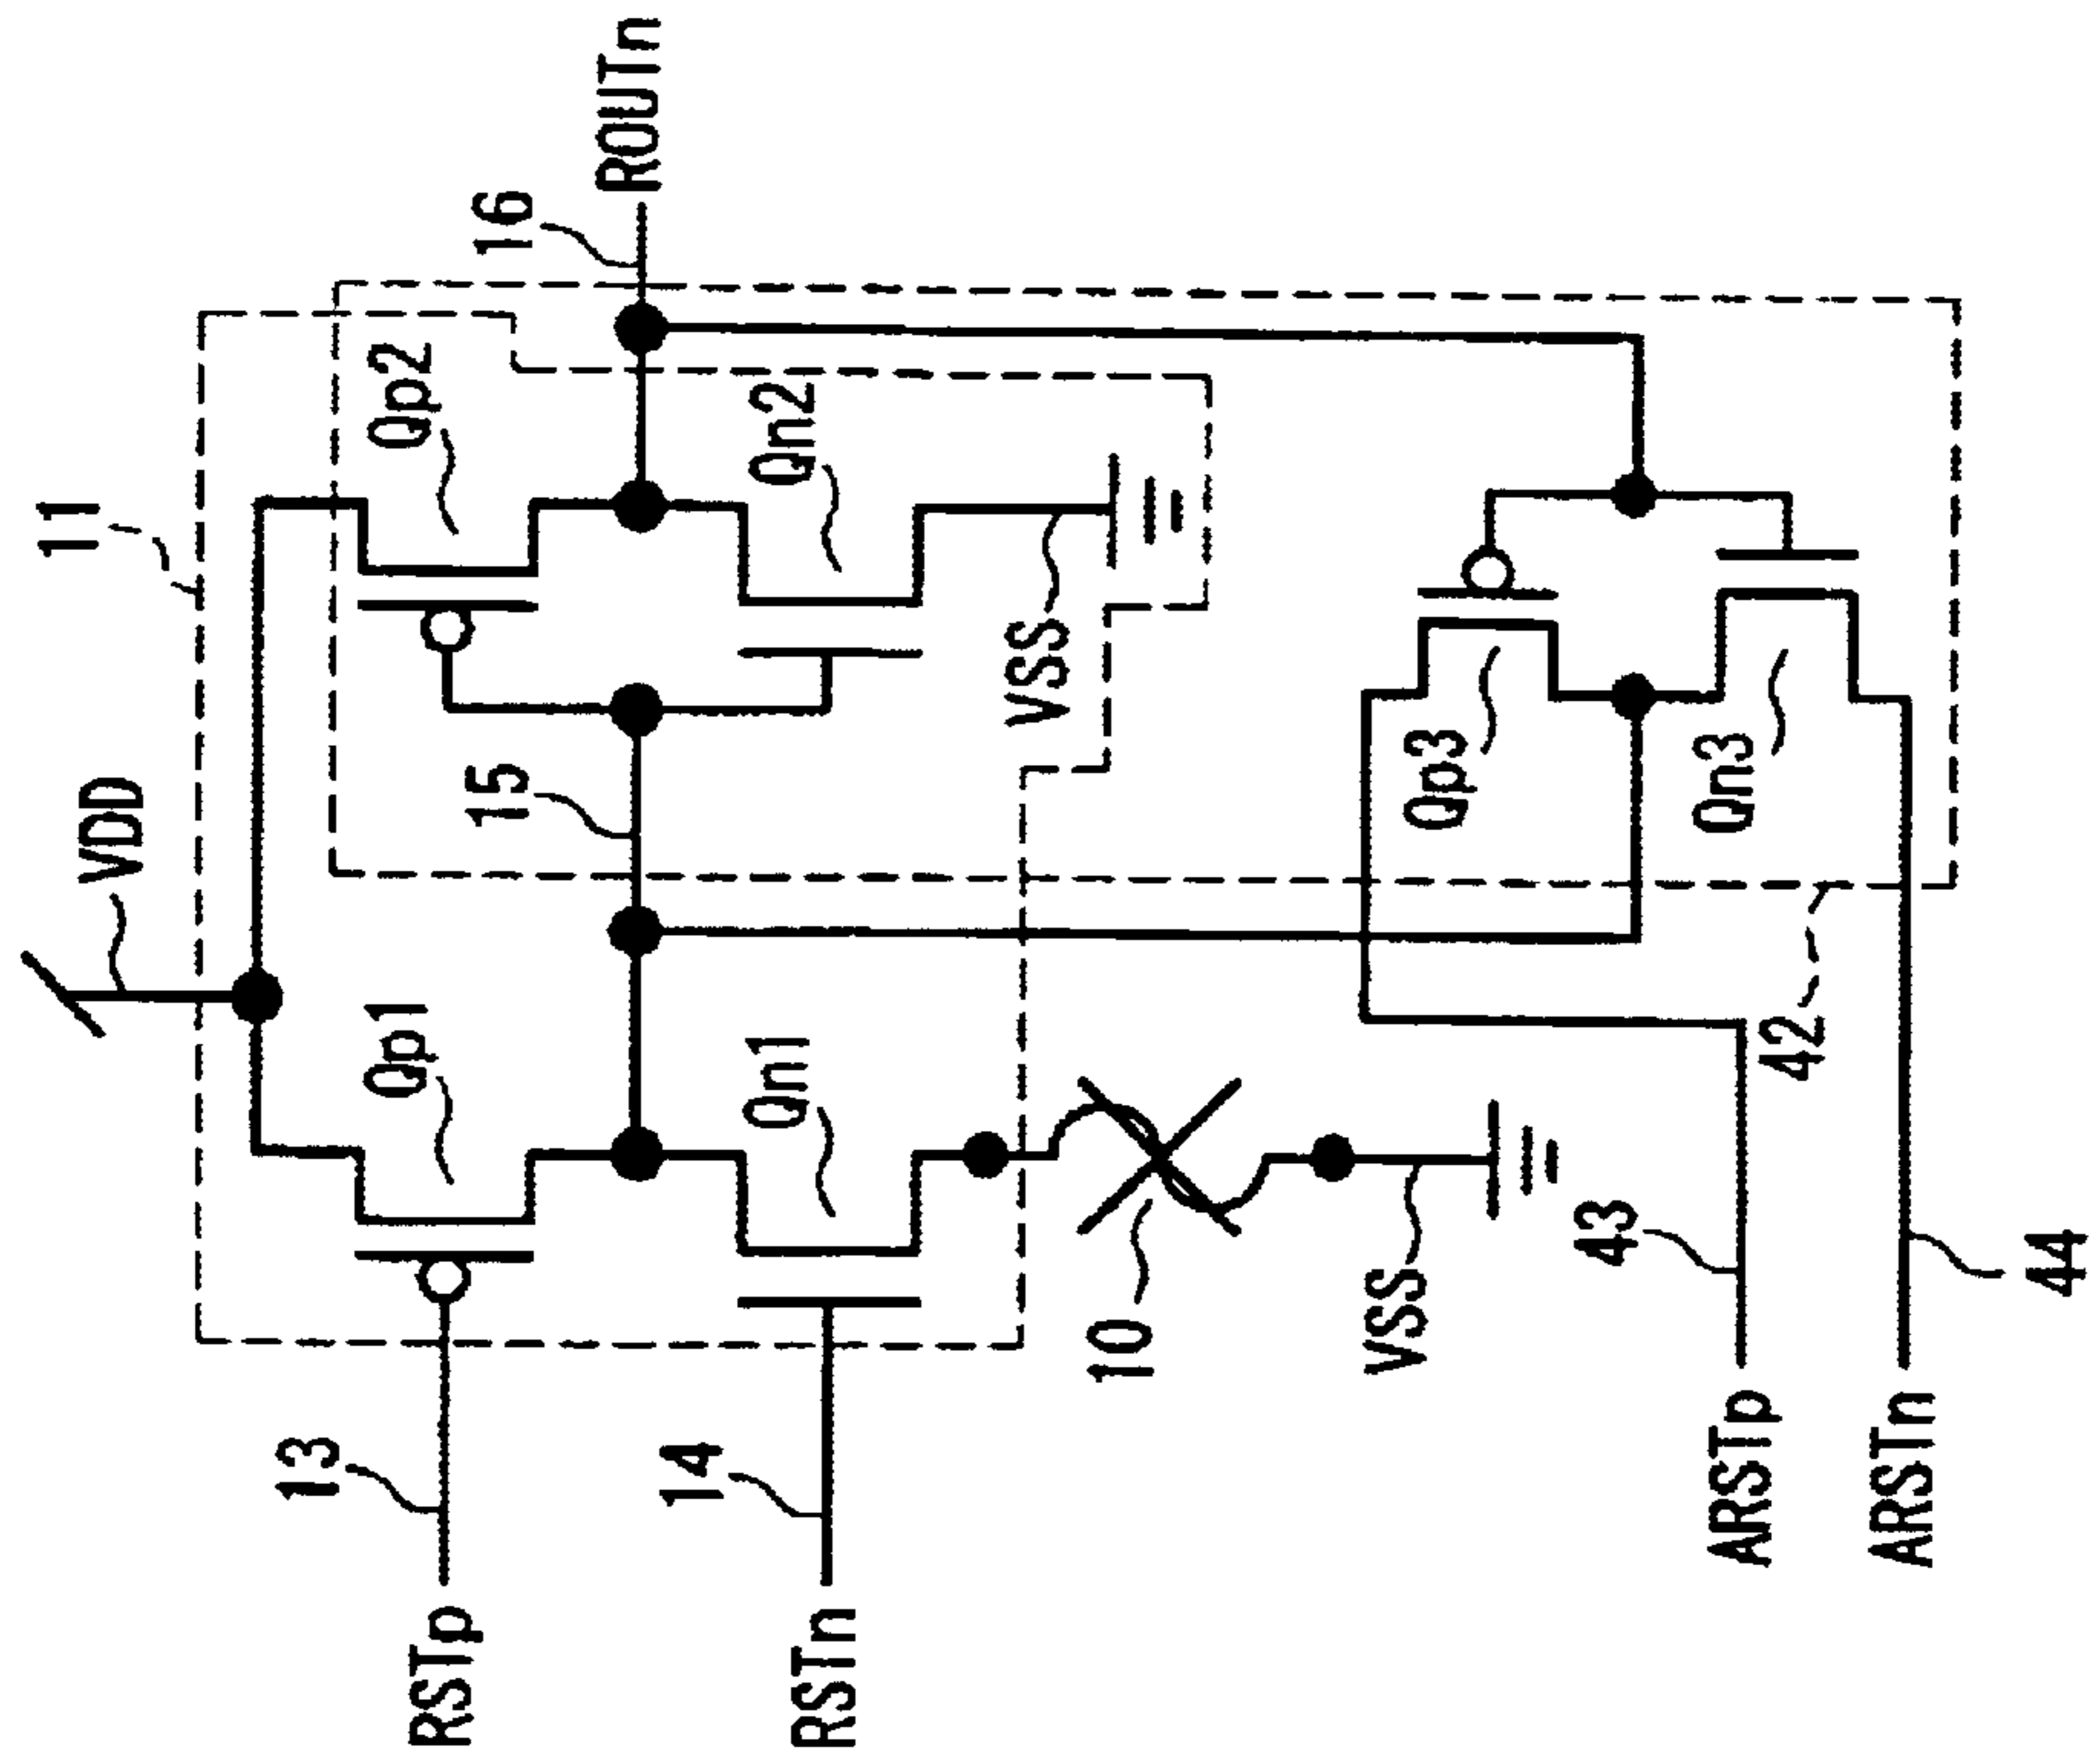 11
VDD
Qp1
Qp2
16
ROUTn
15
Qn1
Qn2
VSS
13
RSTp
14
RSTn
10
VSS
Qp3
Qn3
42
43
44
ARSTp
ARSTn